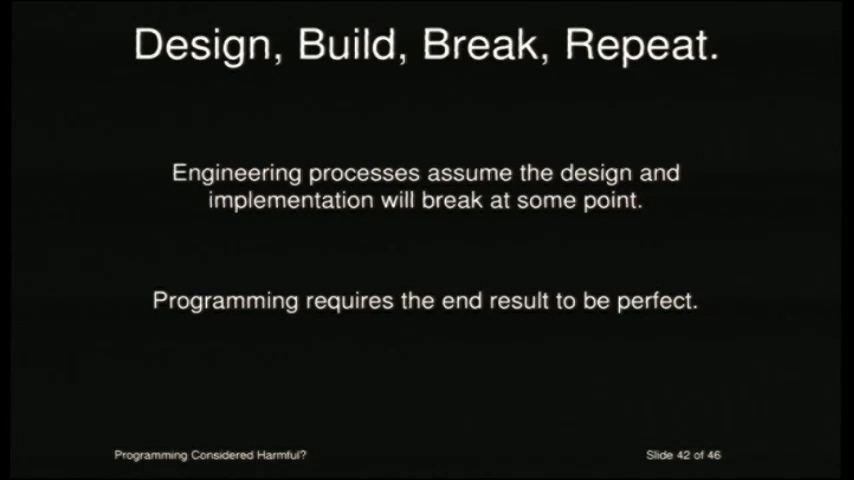 Design, Build, Break, Repeat.
Engineering processes assume the design and
implementation will break at some point.
Programming requires the end result to be perfect.
Programming Considered Harmful?
Slide 42 of 46